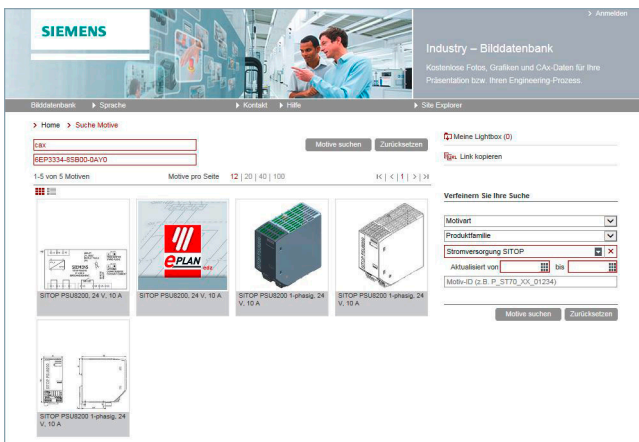 Anmelden
SIEMENS
Industry – Bilddatenbank
Kostenlose Fotos, Grafiken und CAx-Daten für Ihre
Präsentation bzw. Ihren Engineering-Prozess.
Bilddatenbank Sprache Kontakt Hilfe Site Explorer
Home Suche Motive
cax
Motive suchen Zurücksetzen
6EP3334-8SB00-0AY0
1-5 von 5 Motiven Motive pro Seite 12 | 20 | 40 | 100 1
SIEMENS
EPLAN
SITOP PSU8200, 24 V, 10 A
SITOP PSU8200, 24 V, 10 A
SITOP PSU8200 1-phasig, 24
V, 10 A
SITOP PSU8200 1-phasig, 24
V, 10 A
SITOP PSU8200 1-phasig, 24
V, 10 A
Meine Lightbox (0)
Link kopieren
Verfeinern Sie Ihre Suche
Motivart
Produktfamilie
Stromversorgung SITOP
Aktualisiert von bis
Motiv-ID (z.B. P_ST70_XX_01234)
Motive suchen Zurücksetzen